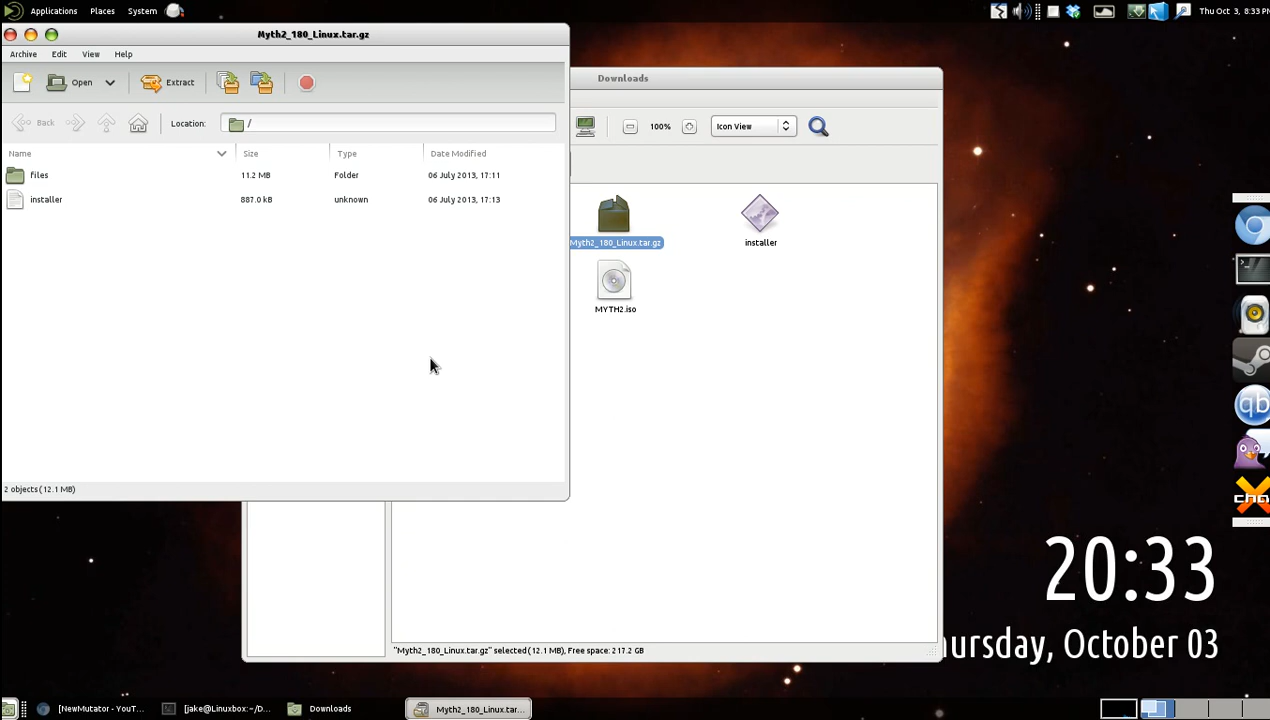 Applications Places System
Thu Oct 3, 8:33 PM
Myth2_180_Linux.tar.gz
Archive Edit View Help
Open Extract
Back Location: /
Name Size Type Date Modified
files 11.2 MB Folder 06 July 2013, 17:11
installer 887.0 kB unknown 06 July 2013, 17:13
2 objects (12.1 MB)
Downloads
100% Icon View
Myth2_180_Linux.tar.gz
installer
MYTH2.iso
"Myth2_180_Linux.tar.gz" selected (12.1 MB), Free space: 217.2 GB
qb
20:33
hursday, October 03
[NewMutator - YouT... [jake@Linuxbox:~/D... Downloads Myth2_180_Linux.tar...